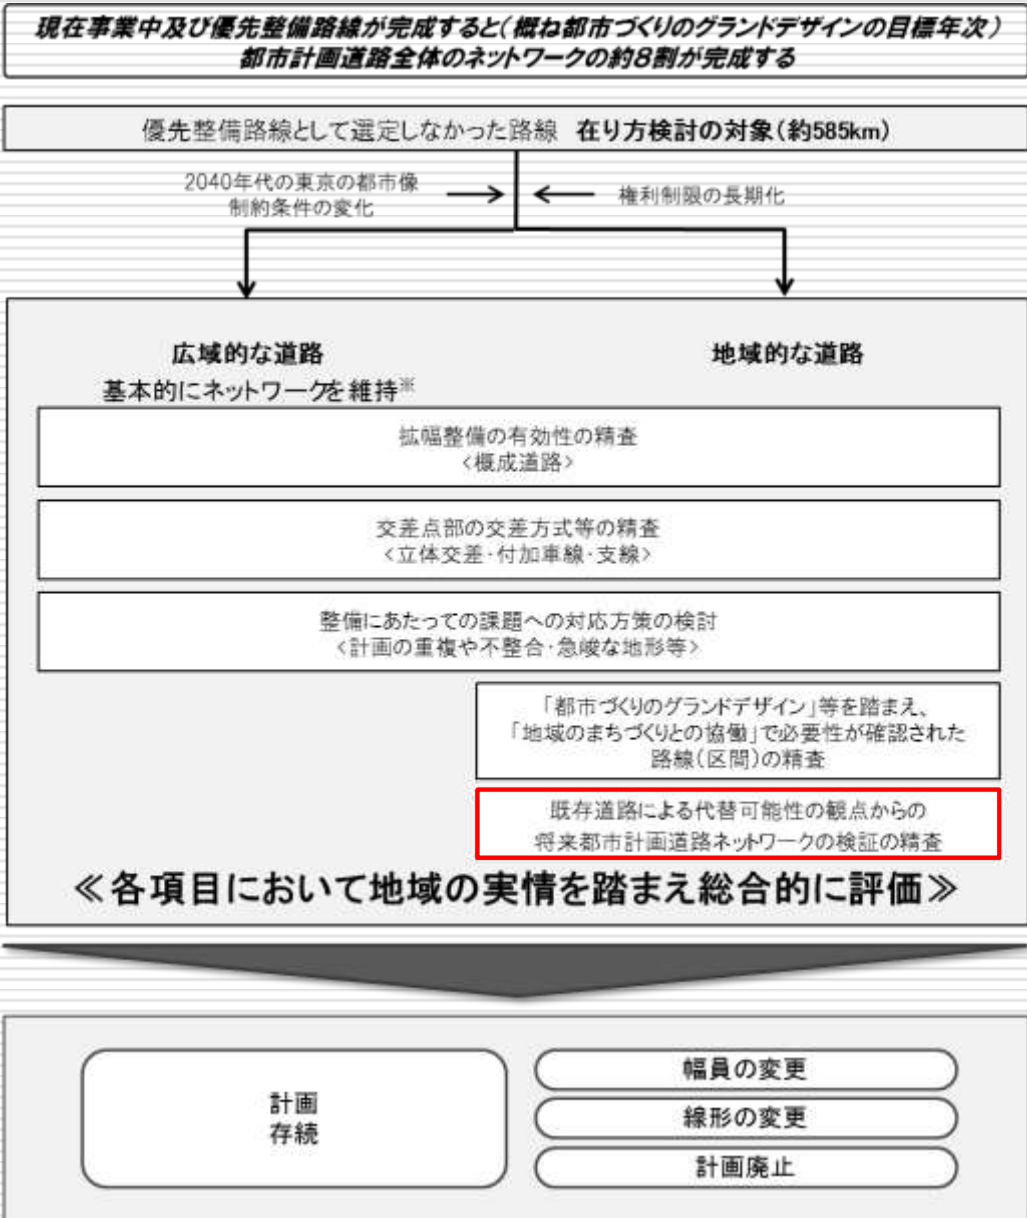 現在事業中及び優先整備路線が完成すると(概ね都市づくりのグランドデザインの目標年次)
都市計画道路全体のネットワークの約8割が完成する
優先整備路線として選定しなかった路線 在り方検討の対象(約585km)
2040年代の東京の都市像
制約条件の変化
権利制限の長期化
広域的な道路
基本的にネットワークを維持※
地域的な道路
拡幅整備の有効性の精査
<概成道路>
交差点部の交差方式等の精査
<立体交差・付加車線・支線>
整備にあたっての課題への対応方策の検討
<計画の重複や不整合・急峻な地形等>
「都市づくりのグランドデザイン」等を踏まえ、
「地域のまちづくりとの協働」で必要性が確認された
路線(区間)の精査
既存道路による代替可能性の観点からの
将来都市計画道路ネットワークの検証の精査
≪各項目において地域の実情を踏まえ総合的に評価≫
計画
存続
幅員の変更
線形の変更
計画廃止